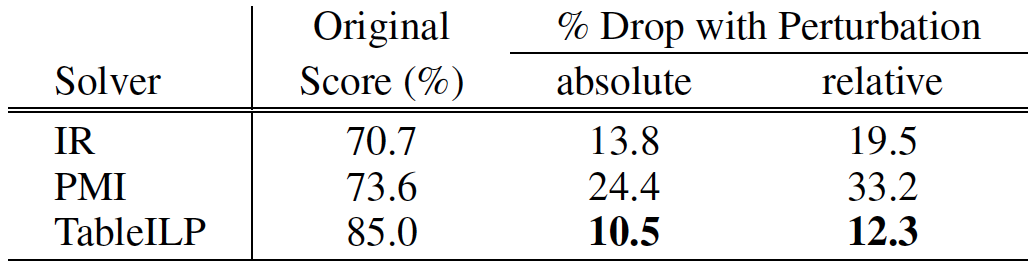 Original % Drop with Perturbation
Solver Score (%) absolute relative
IR 70.7 13.8 19.5
PMI 73.6 24.4 33.2
TableILP 85.0 10.5 12.3